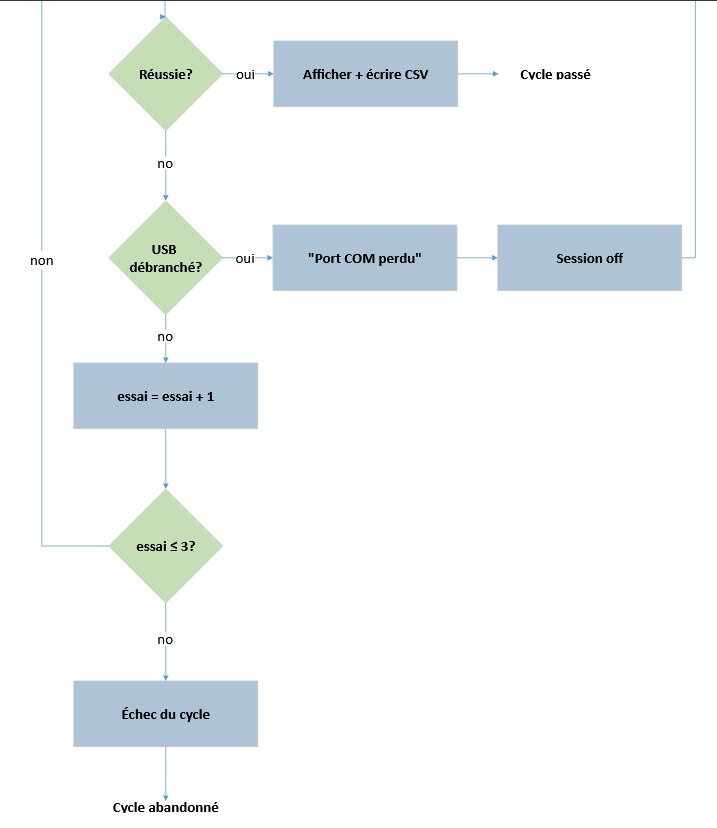 Réussie?
oui
Afficher + écrire CSV
Cycle passé
no
USB
débranché?
oui
"Port COM perdu"
Session off
non
no
essai = essai + 1
essai ≤ 3?
no
Échec du cycle
Cycle abandonné